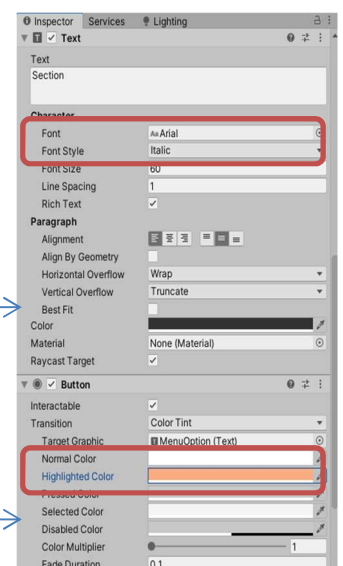 Inspector Services Lighting
Text
Text
Section
Character
Font Arial
Font Style Italic
Font Size 60
Line Spacing 1
Rich Text
Paragraph
Alignment
Align By Geometry
Horizontal Overflow Wrap
Vertical Overflow Truncate
Best Fit
Color
Material None (Material)
Raycast Target
Button
Interactable
Transition Color Tint
Target Graphic MenuOption (Text)
Normal Color
Highlighted Color
Pressed Color
Selected Color
Disabled Color
Color Multiplier 1
Fade Duration 0.1